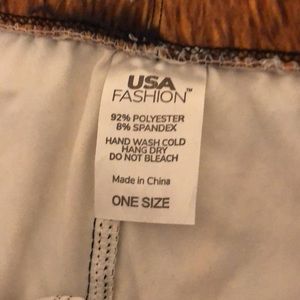 USA
FASHION™
92% POLYESTER
8% SPANDEX
HAND WASH COLD
HANG DRY
DO NOT BLEACH
Made in China
ONE SIZE